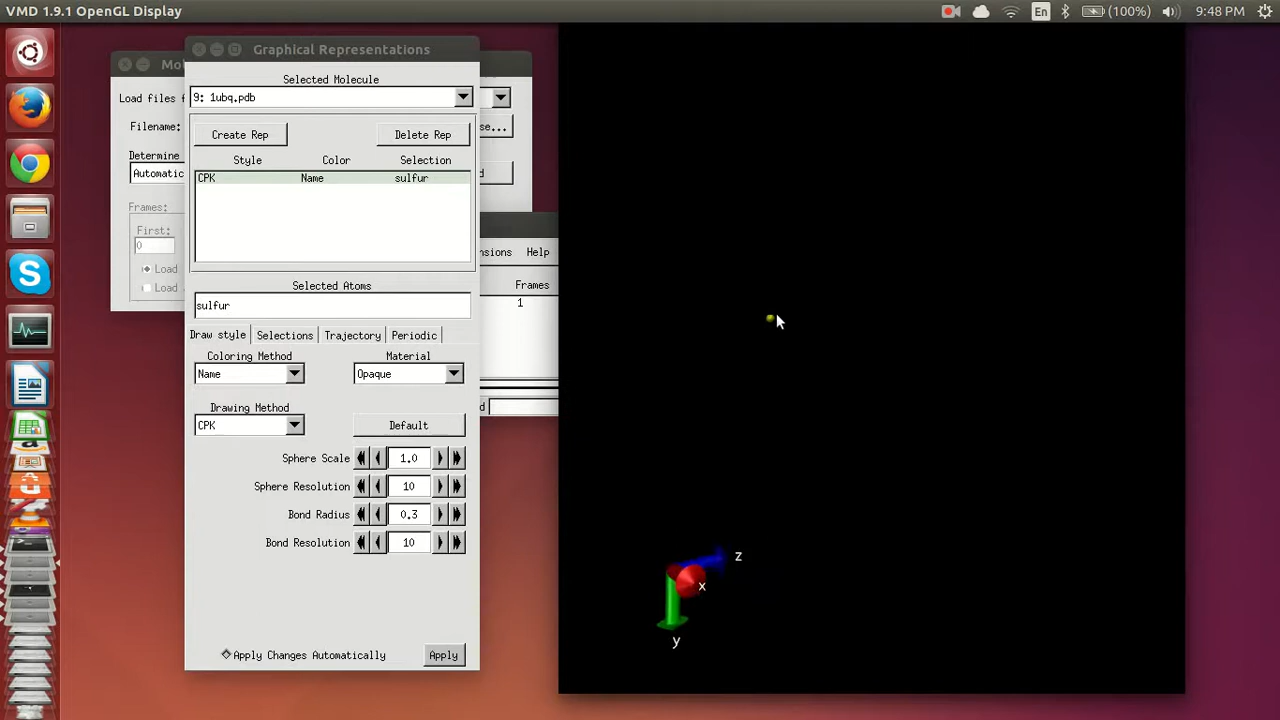 VMD 1.9.1 OpenGL Display
En
(100%)
9:48 PM
Graphical Representations
Mo
Load files f
Filename:
Determine
Automatic
Frames:
First:
0
Load
Load
se...
d
Selected Molecule
9: 1ubq.pdb
Create Rep
Delete Rep
Style Color Selection
CPK Name sulfur
Selected Atoms
sulfur
Draw style
Selections
Trajectory
Periodic
Coloring Method
Material
Name
Opaque
Drawing Method
CPK
Default
Sphere Scale 1.0
Sphere Resolution 10
Bond Radius 0.3
Bond Resolution 10
Apply Changes Automatically
Apply
nsions Help
Frames
1
d
z
x
y